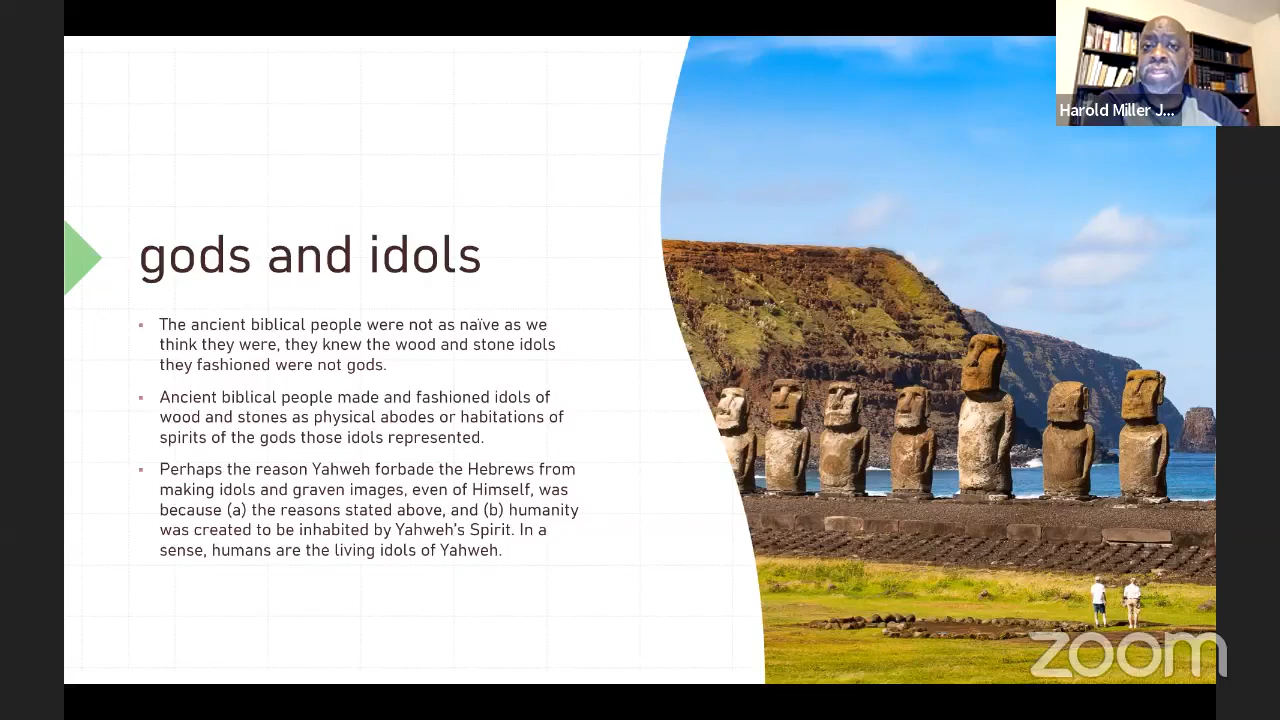 Harold Miller J...
gods and idols
▪ The ancient biblical people were not as naïve as we
think they were, they knew the wood and stone idols
they fashioned were not gods.
▪ Ancient biblical people made and fashioned idols of
wood and stones as physical abodes or habitations of
spirits of the gods those idols represented.
▪ Perhaps the reason Yahweh forbade the Hebrews from
making idols and graven images, even of Himself, was
because (a) the reasons stated above, and (b) humanity
was created to be inhabited by Yahweh's Spirit. In a
sense, humans are the living idols of Yahweh.
zoom